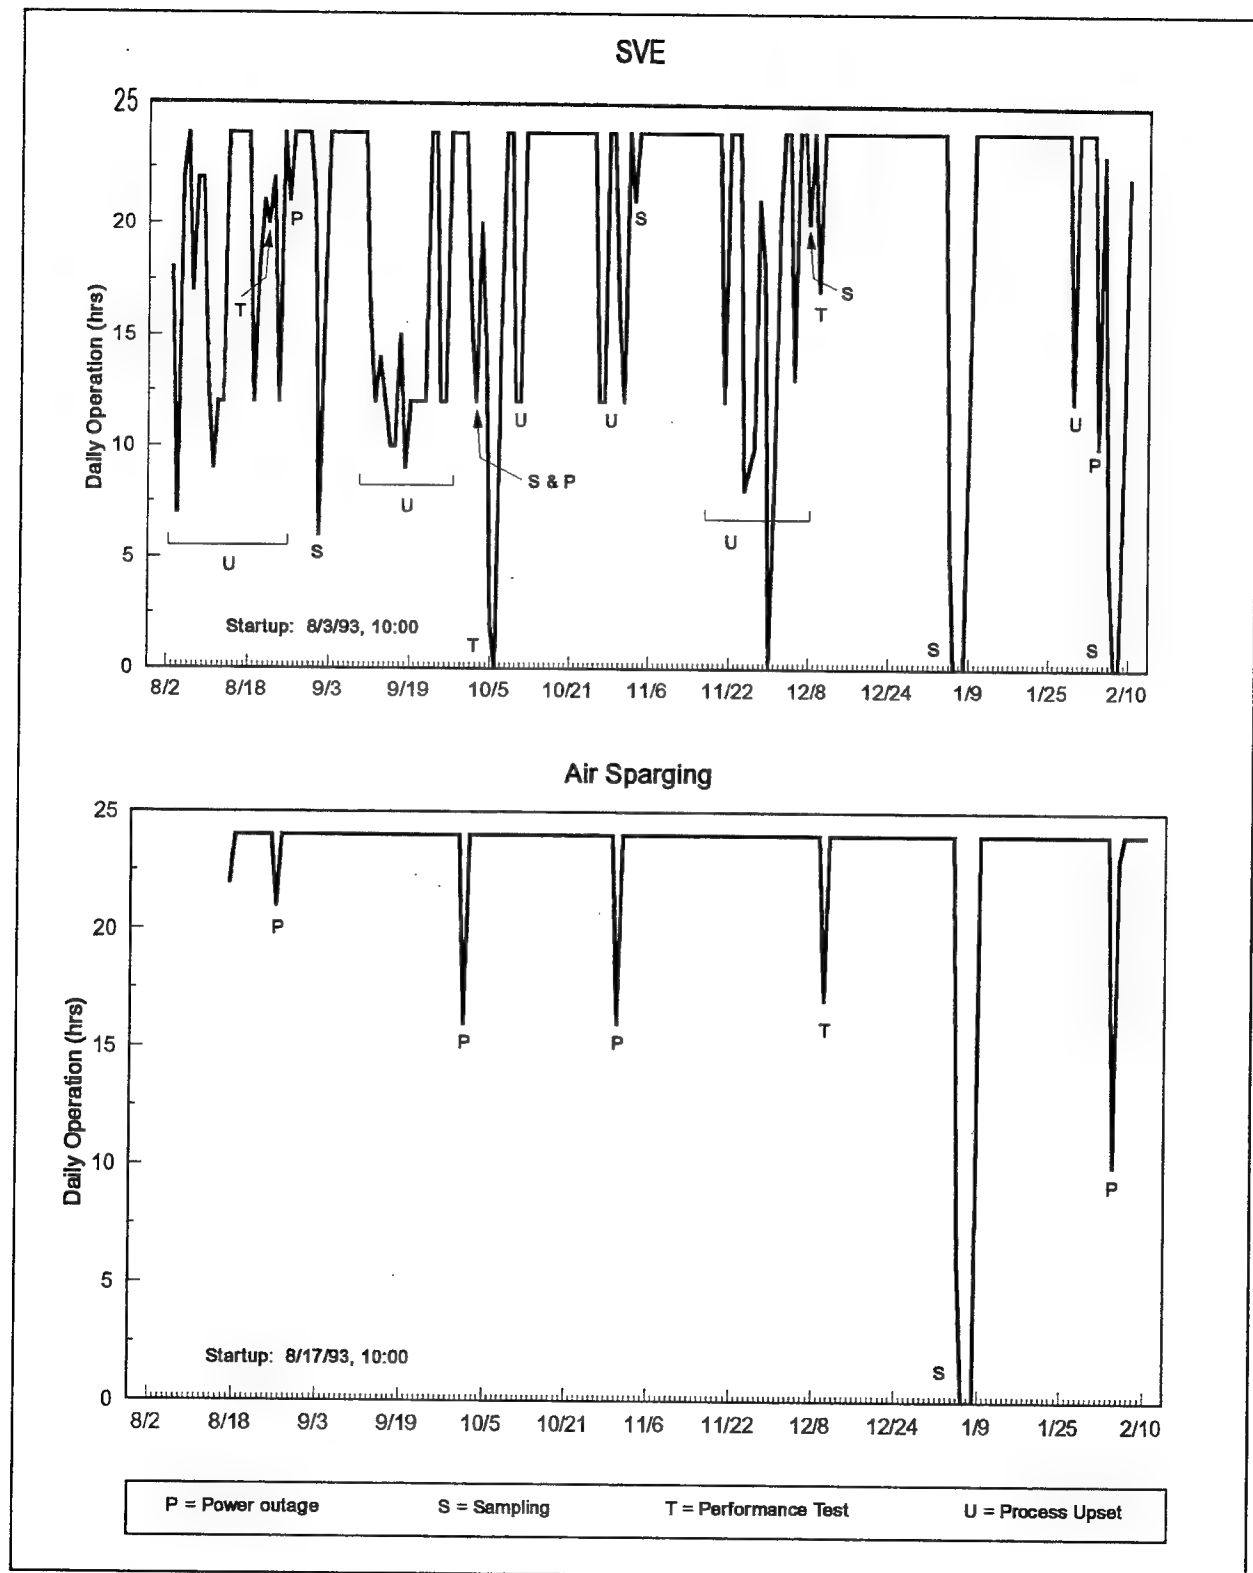 SVE
25
20
15
10
5
0
Daily Operation (hrs)
P
T
S
U
S
U
S & P
T
U
U
S
U
S
T
S
U
P
S
Startup: 8/3/93, 10:00
8/2 8/18 9/3 9/19 10/5 10/21 11/6 11/22 12/8 12/24 1/9 1/25 2/10
Air Sparging
25
20
15
10
5
0
Daily Operation (hrs)
P
P
P
T
S
P
Startup: 8/17/93, 10:00
8/2 8/18 9/3 9/19 10/5 10/21 11/6 11/22 12/8 12/24 1/9 1/25 2/10
P = Power outage S = Sampling T = Performance Test U = Process Upset